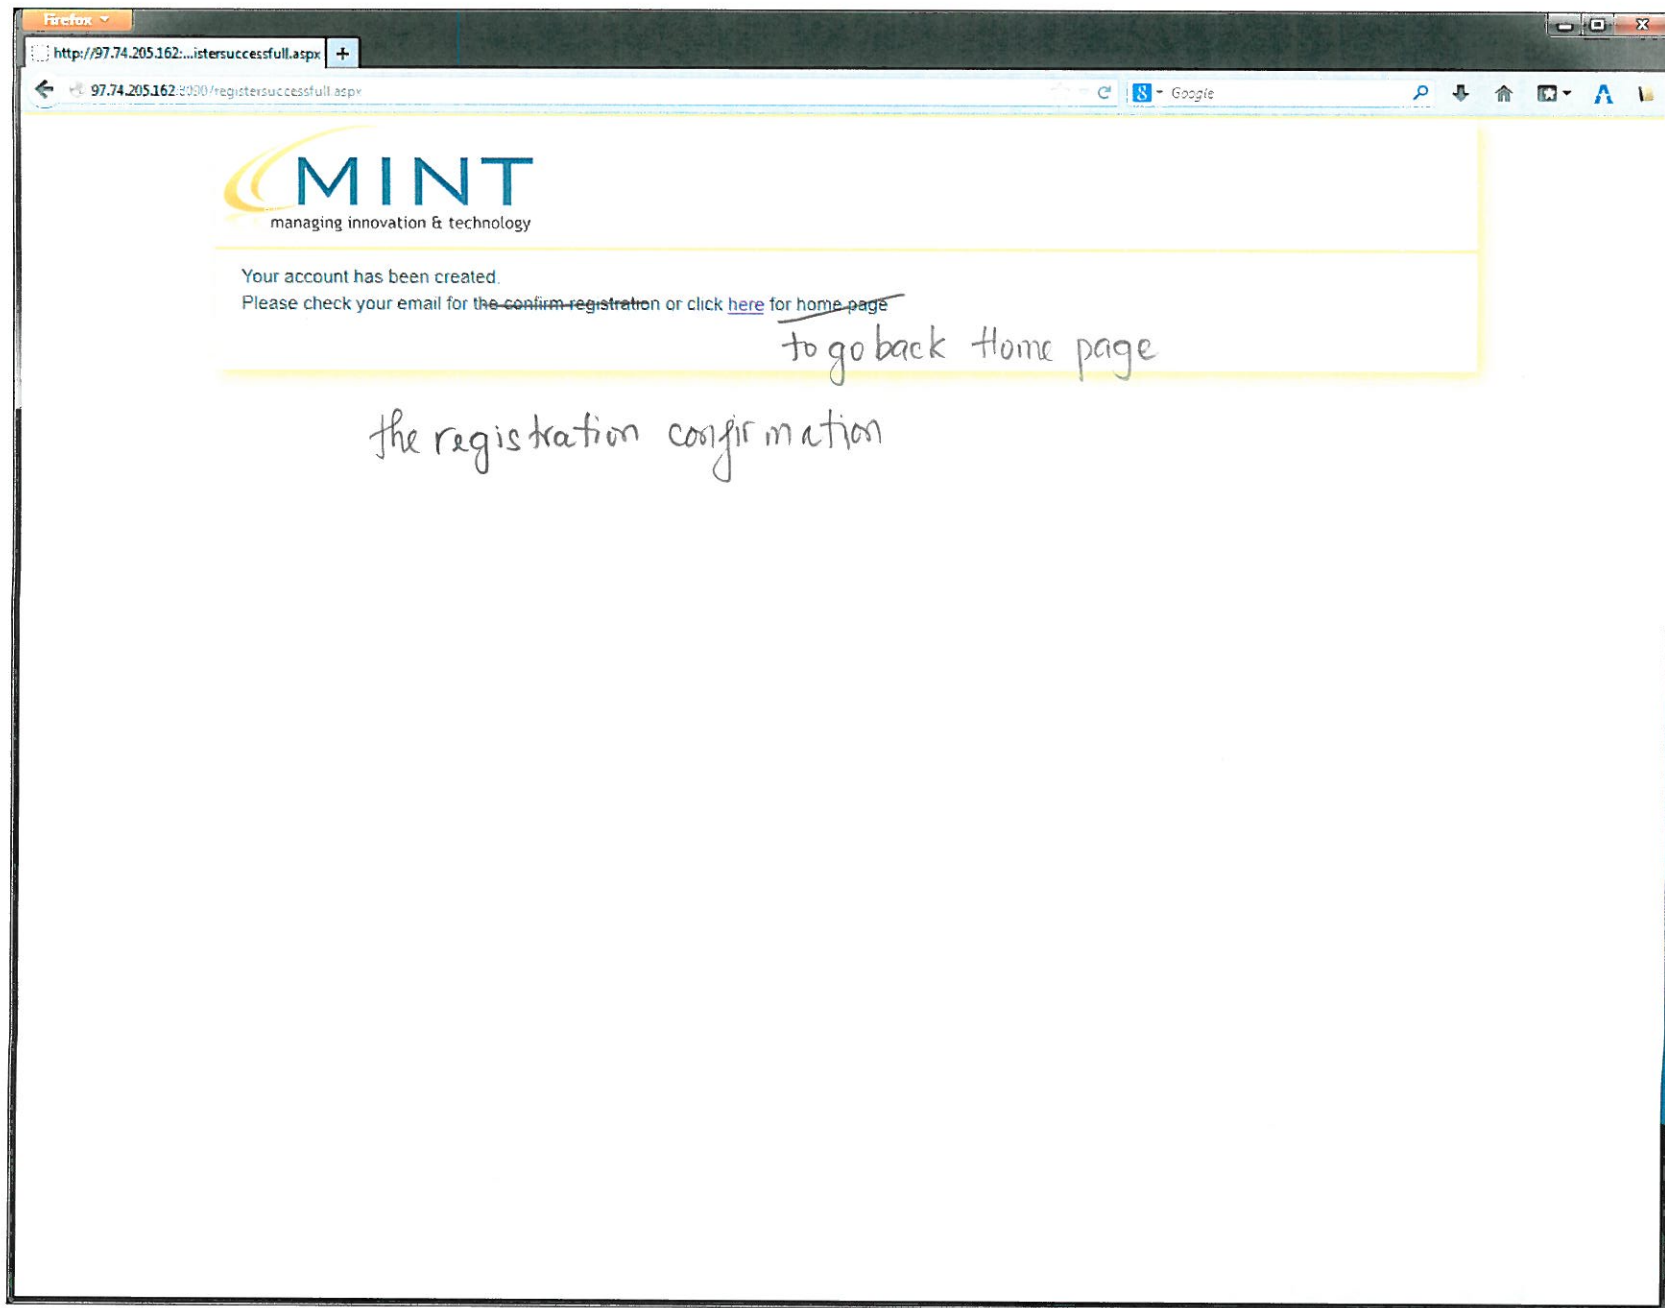 Firefox
http://97.74.205.162:...istersuccessfull.aspx +
97.74.205.162:8090/registersuccessfull.aspx 8 Google
MINT
managing innovation & technology
Your account has been created.
Please check your email for the confirm registration or click here for home page
to go back Home page
the registration confirmation